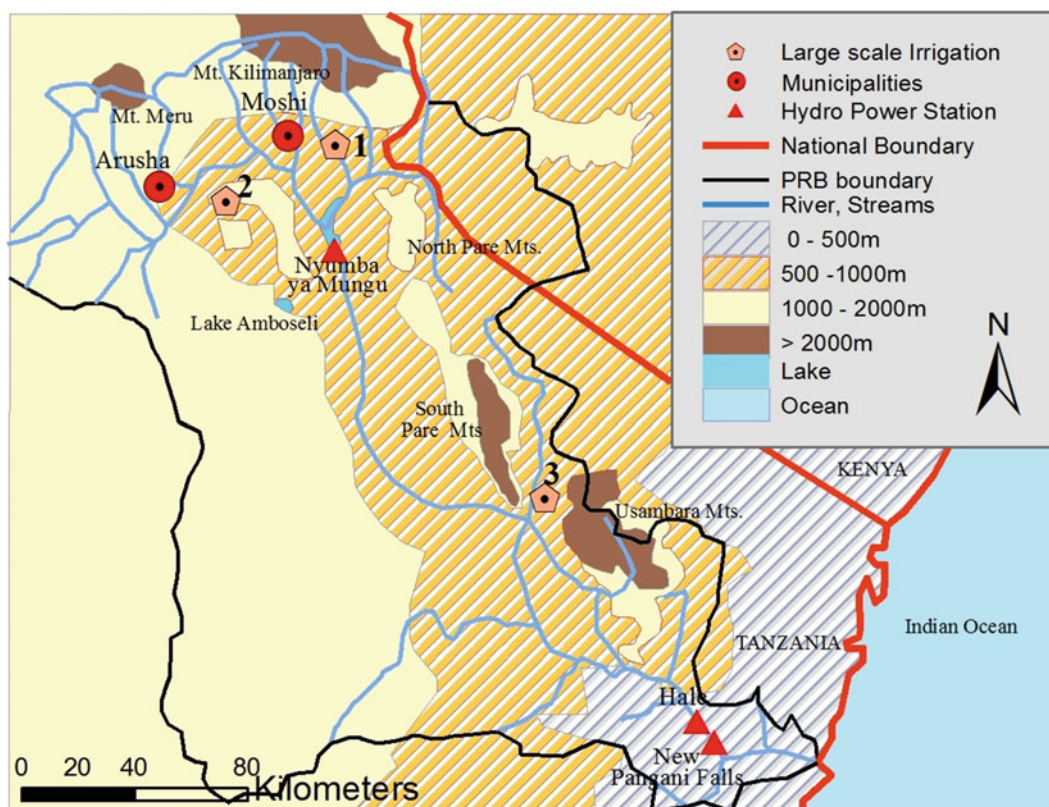 Mt. Kilimanjaro
Mt. Meru
Moshi
1
Arusha
2
North Pare Mts.
Nyumba
ya Mungu
Lake Amboseli
South
Pare Mts
3
Usambara Mts.
KENYA
TANZANIA
Indian Ocean
Hale
New
Pangani Falls
0 20 40 80
Kilometers
Large scale Irrigation
Municipalities
Hydro Power Station
National Boundary
PRB boundary
River, Streams
0 - 500m
500 -1000m
1000 - 2000m
> 2000m
Lake
Ocean
N